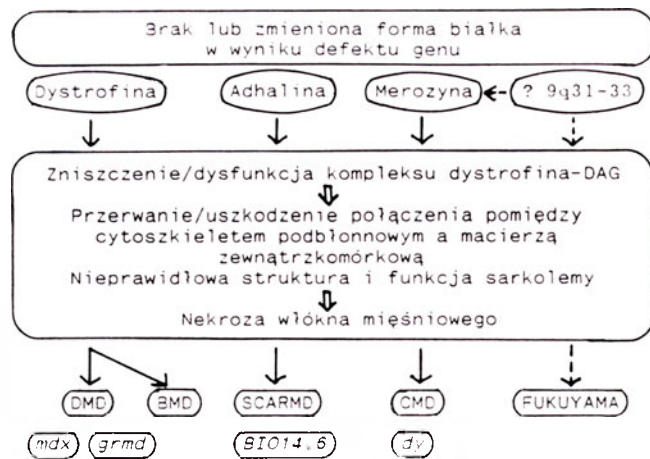 Brak lub zmieniona forma białka
w wyniku defektu genu
Dystrofina Adhalina Merozyna ? 9q31-33
Zniszczenie/dysfunkcja kompleksu dystrofina-DAG
Przerwanie/uszkodzenie połączenia pomiędzy
cytoszkieletem podbłonnowym a macierzą
zewnątrzkomórkową
Nieprawidłowa struktura i funkcja sarkolemy
Nekroza włókna mięśniowego
DMD BMD SCARMD CMD FUKUYAMA
mdx grmd BIO14.6 dy